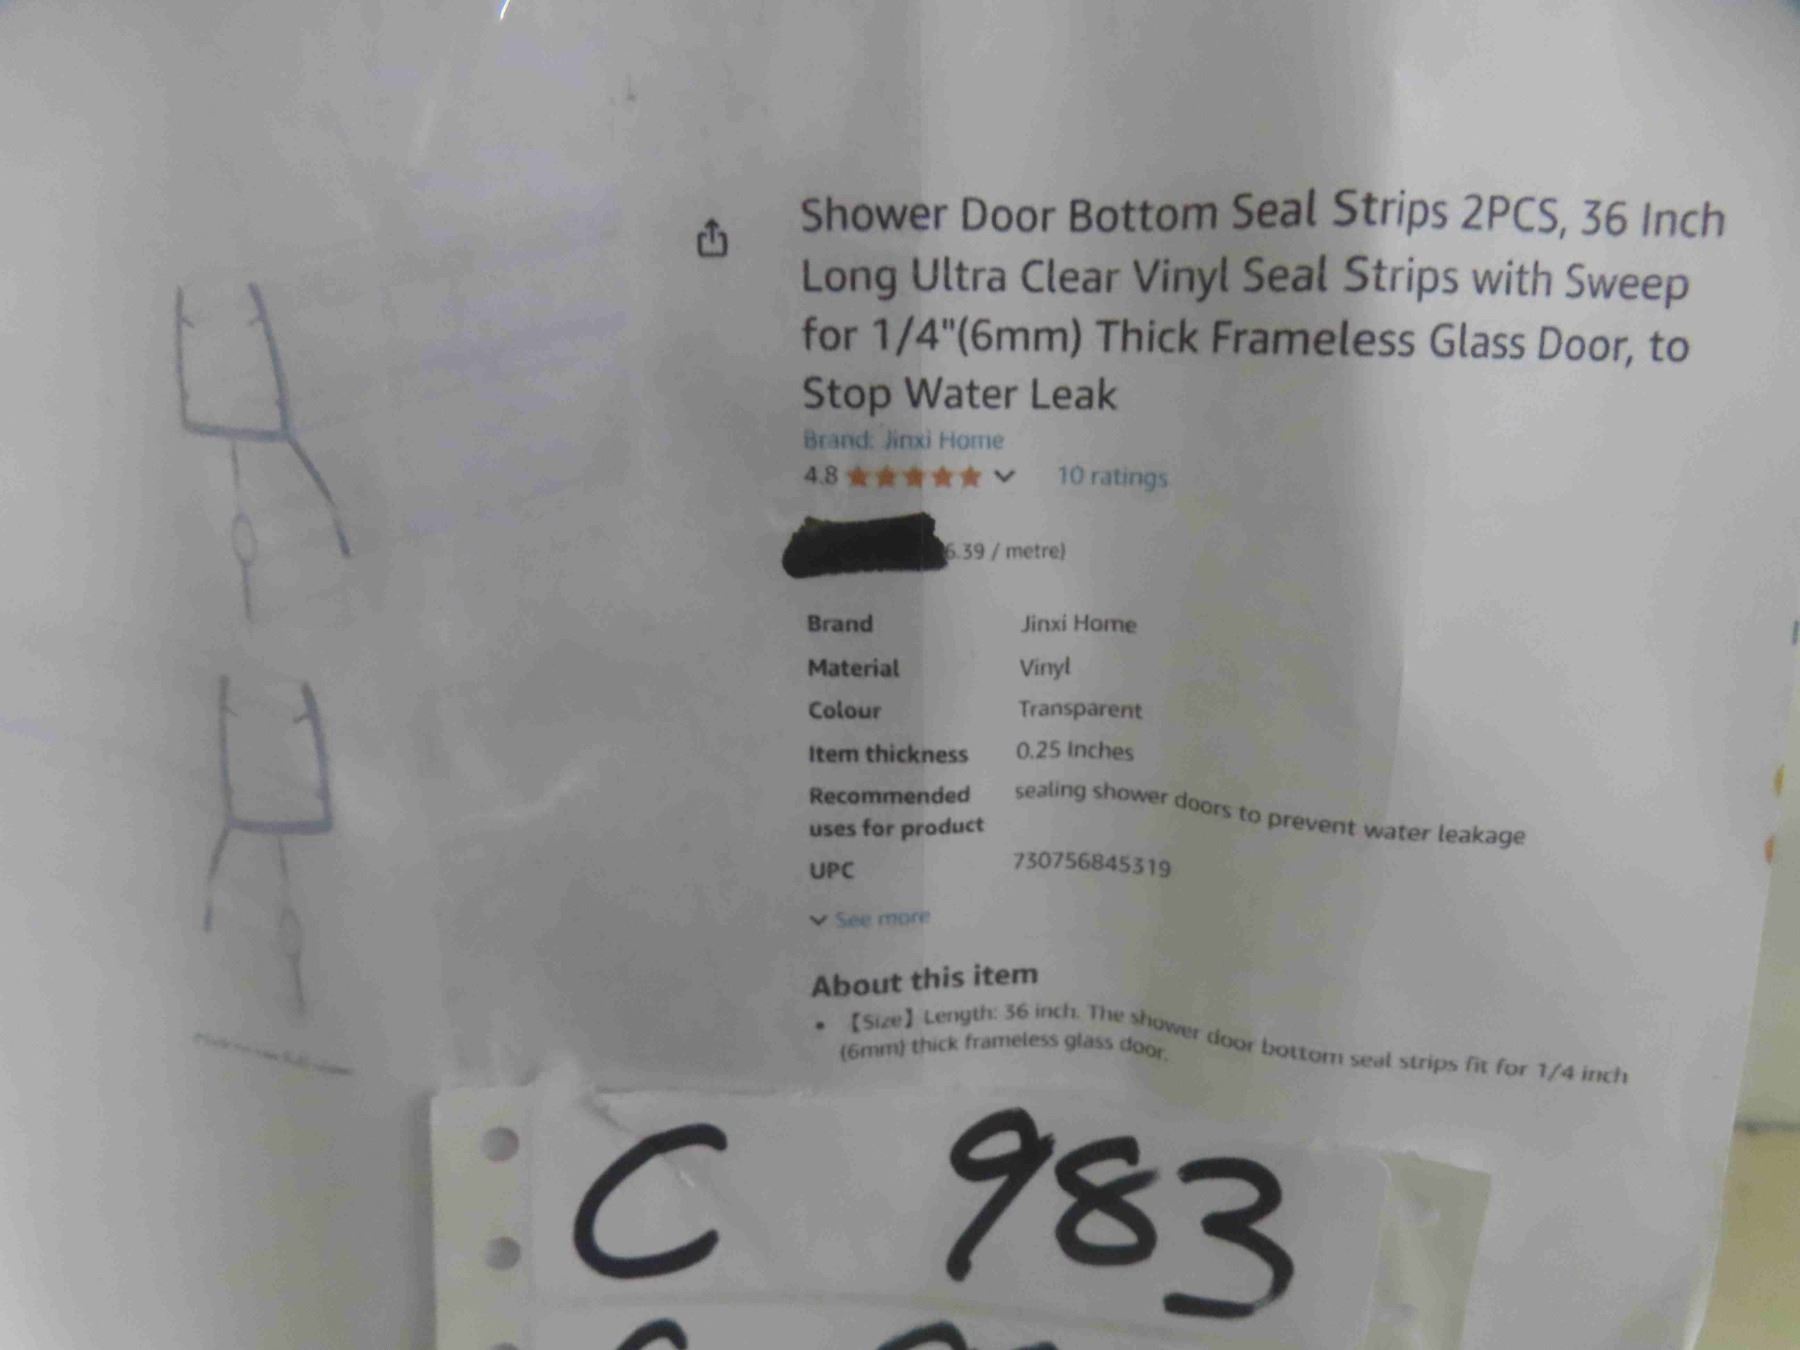 Shower Door Bottom Seal Strips 2PCS, 36 Inch
Long Ultra Clear Vinyl Seal Strips with Sweep
for 1/4"(6mm) Thick Frameless Glass Door, to
Stop Water Leak
Brand: Jinxi Home
4.8 10 ratings
6.39 / metre)
Brand Jinxi Home
Material Vinyl
Colour Transparent
Item thickness 0.25 Inches
Recommended sealing shower doors to prevent water leakage
uses for product
UPC 730756845319
See more
About this item
• 【Size】Length: 36 inch. The shower door bottom seal strips fit for 1/4 inch
(6mm) thick frameless glass door.
C 983